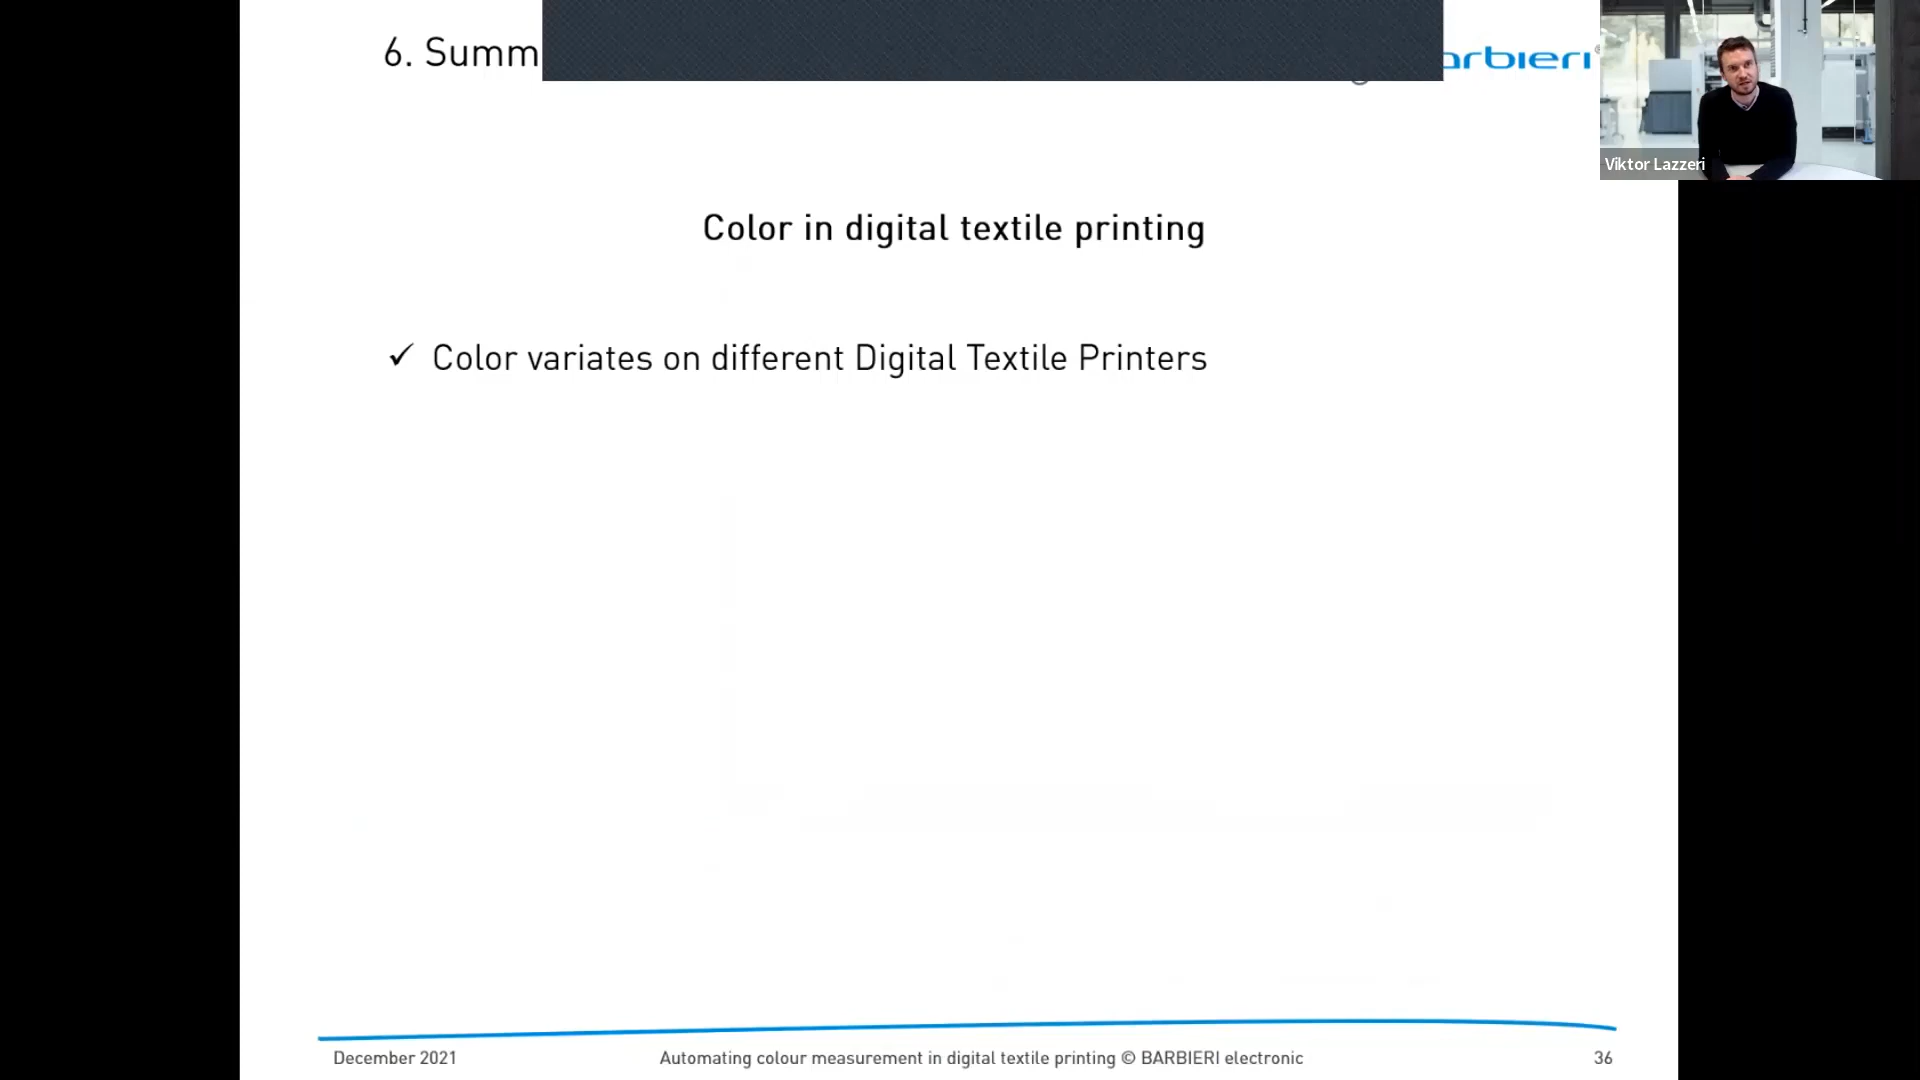 6. Summ
arbieri
Viktor Lazzeri
Color in digital textile printing
✓ Color variates on different Digital Textile Printers
December 2021
Automating colour measurement in digital textile printing © BARBIERI electronic
36